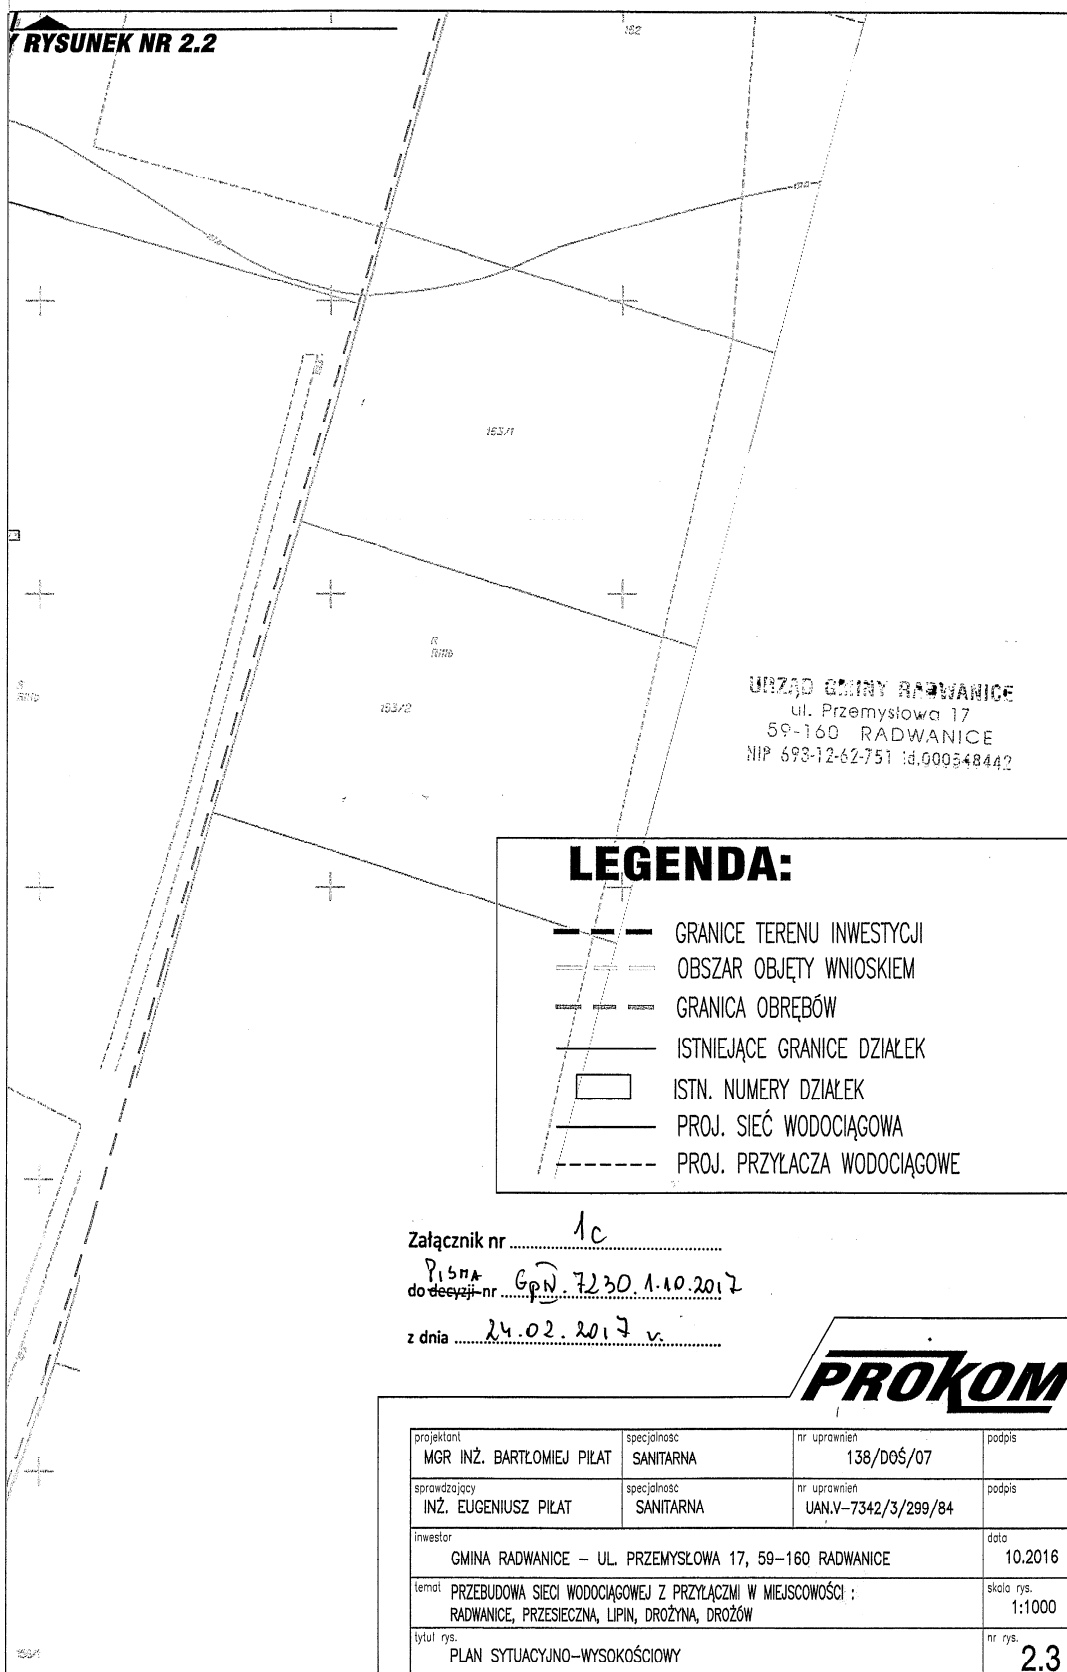 RYSUNEK NR 2.2
162
153/1
R
RIIIb
153/2
URZĄD GMINY RADWANICE
ul. Przemysłowa 17
59-160 RADWANICE
NIP 693-12-62-751 id.000548442
LEGENDA:
GRANICE TERENU INWESTYCJI
OBSZAR OBJĘTY WNIOSKIEM
GRANICA OBRĘBÓW
ISTNIEJĄCE GRANICE DZIAŁEK
ISTN. NUMERY DZIAŁEK
PROJ. SIEĆ WODOCIĄGOWA
PROJ. PRZYŁACZA WODOCIĄGOWE
Załącznik nr 1c
PISMA
do decyzji nr GpN.7230.1.10.2017
z dnia 24.02.2017 r.
PROKOM
projektant specjalność nr uprawnień podpis
MGR INŻ. BARTŁOMIEJ PIŁAT SANITARNA 138/DOŚ/07
sprawdzający specjalność nr uprawnień podpis
INŻ. EUGENIUSZ PIŁAT SANITARNA UAN.V-7342/3/299/84
inwestor data
GMINA RADWANICE – UL. PRZEMYSŁOWA 17, 59-160 RADWANICE 10.2016
temat PRZEBUDOWA SIECI WODOCIĄGOWEJ Z PRZYŁĄCZMI W MIEJSCOWOŚCI : skala rys.
RADWANICE, PRZESIECZNA, LIPIN, DROŻYNA, DROŻÓW 1:1000
tytuł rys. nr rys.
PLAN SYTUACYJNO-WYSOKOŚCIOWY 2.3